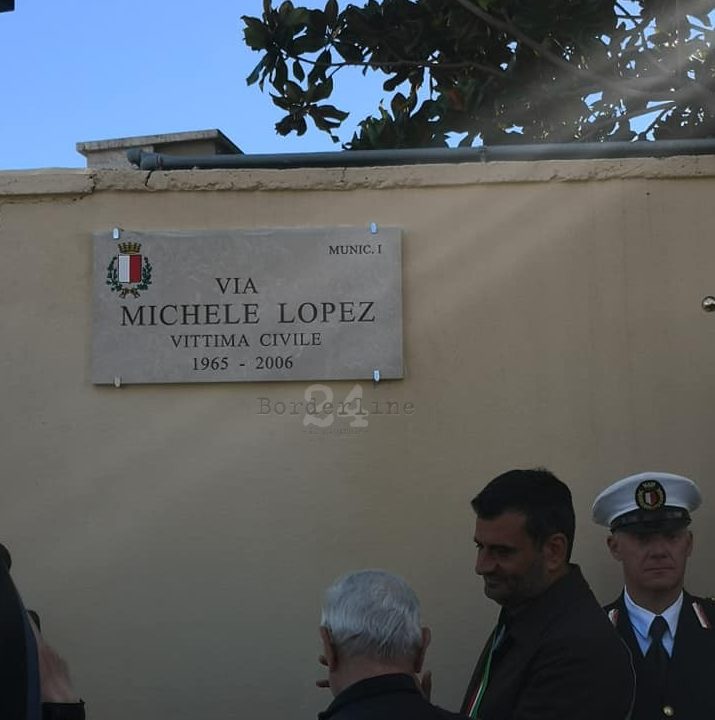 MUNIC. I
VIA
MICHELE LOPEZ
VITTIMA CIVILE
1965 - 2006
Borderline
24